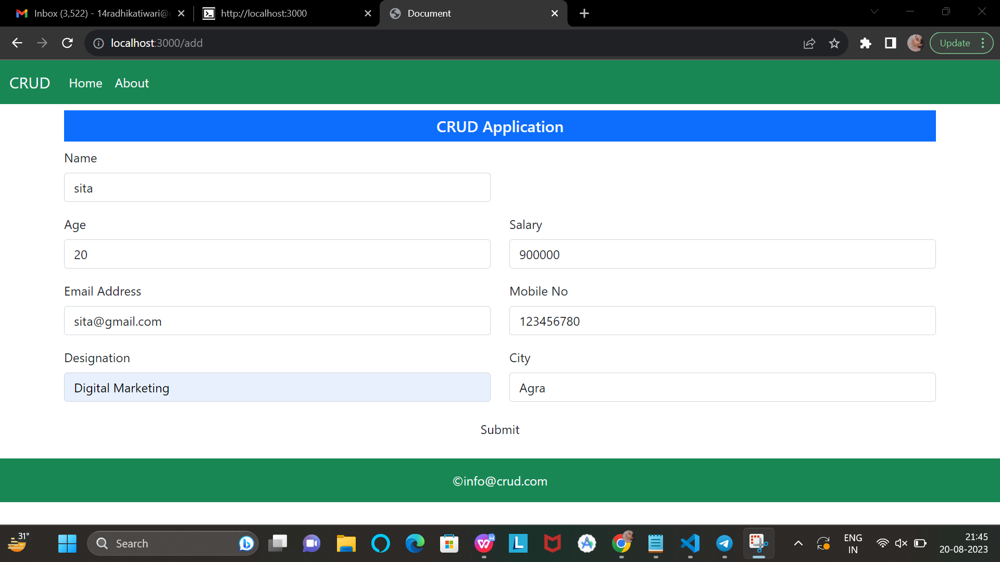 Inbox (3,522) - 14radhikatiwari@
http://localhost:3000
Document
localhost:3000/add
Update
CRUD
Home
About
CRUD Application
Name
sita
Age
Salary
20
900000
Email Address
Mobile No
sita@gmail.com
123456780
Designation
City
Digital Marketing
Agra
Submit
©info@crud.com
31°
Search
ENG
IN
21:45
20-08-2023